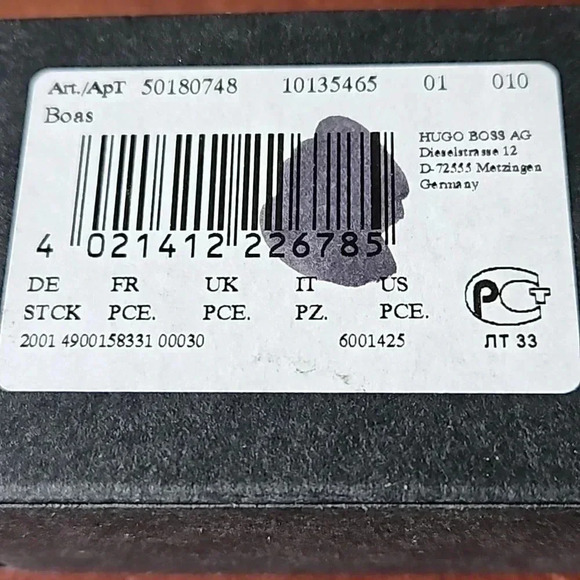 Art./АрТ 50180748 10135465 01 010
Boas
HUGO BOSS AG
Dieselstrasse 12
D-72555 Metzingen
Germany
4 021412 226785
DE FR UK IT US
STCK PCE. PCE. PZ. PCE.
2001 4900158331 00030 6001425
РСТ
ЛТ 33